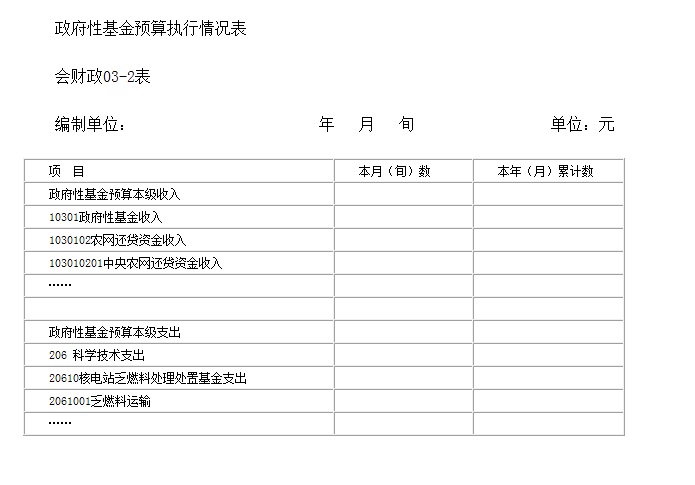 政府性基金预算执行情况表
会财政03-2表
编制单位： 年 月 旬 单位：元
项 目 本月（旬）数 本年（月）累计数
政府性基金预算本级收入
10301政府性基金收入
1030102农网还贷资金收入
103010201中央农网还贷资金收入
……
政府性基金预算本级支出
206 科学技术支出
20610核电站乏燃料处理处置基金支出
2061001乏燃料运输
……